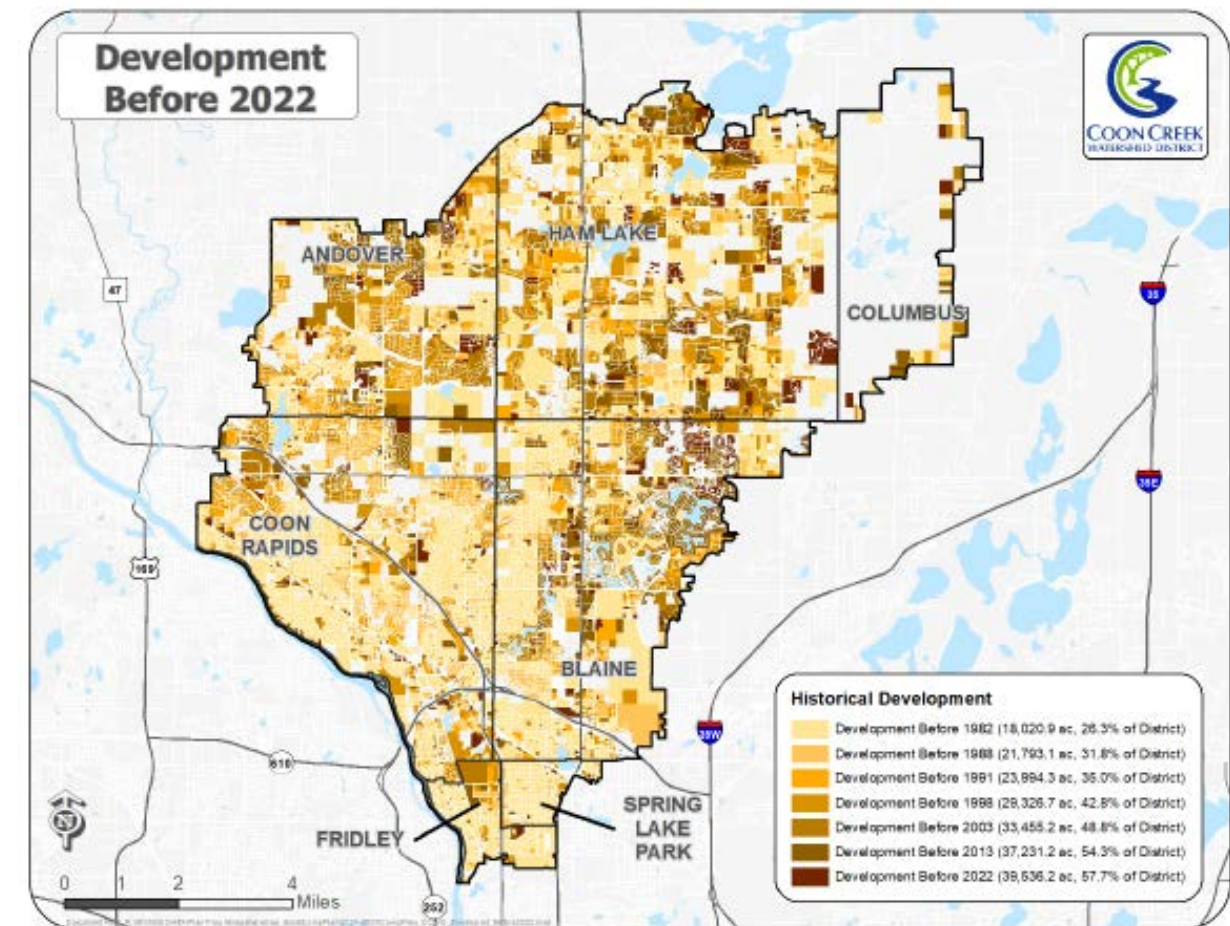 Development
Before 2022
COON CREEK
WATERSHED DISTRICT
ANDOVER
HAM LAKE
COLUMBUS
47
35
35E
COON
RAPIDS
169
BLAINE
35W
610
FRIDLEY
SPRING
LAKE
PARK
252
N
0 1 2 4
Miles
Historical Development
Development Before 1982 (18,020.9 ac, 26.3% of District)
Development Before 1988 (21,793.1 ac, 31.8% of District)
Development Before 1991 (23,994.3 ac, 35.0% of District)
Development Before 1998 (29,326.7 ac, 42.8% of District)
Development Before 2003 (33,455.2 ac, 48.8% of District)
Development Before 2013 (37,231.2 ac, 54.3% of District)
Development Before 2022 (39,536.2 ac, 57.7% of District)